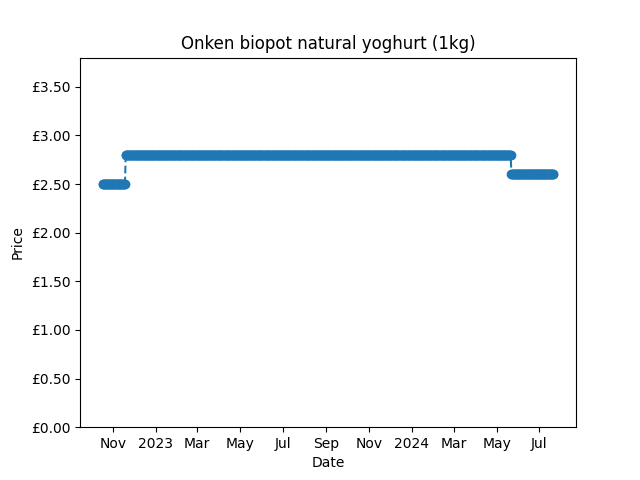 Onken biopot natural yoghurt (1kg)
£3.50
£3.00
£2.50
£2.00
£1.50
£1.00
£0.50
£0.00
Price
Nov 2023 Mar May Jul Sep Nov 2024 Mar May Jul
Date